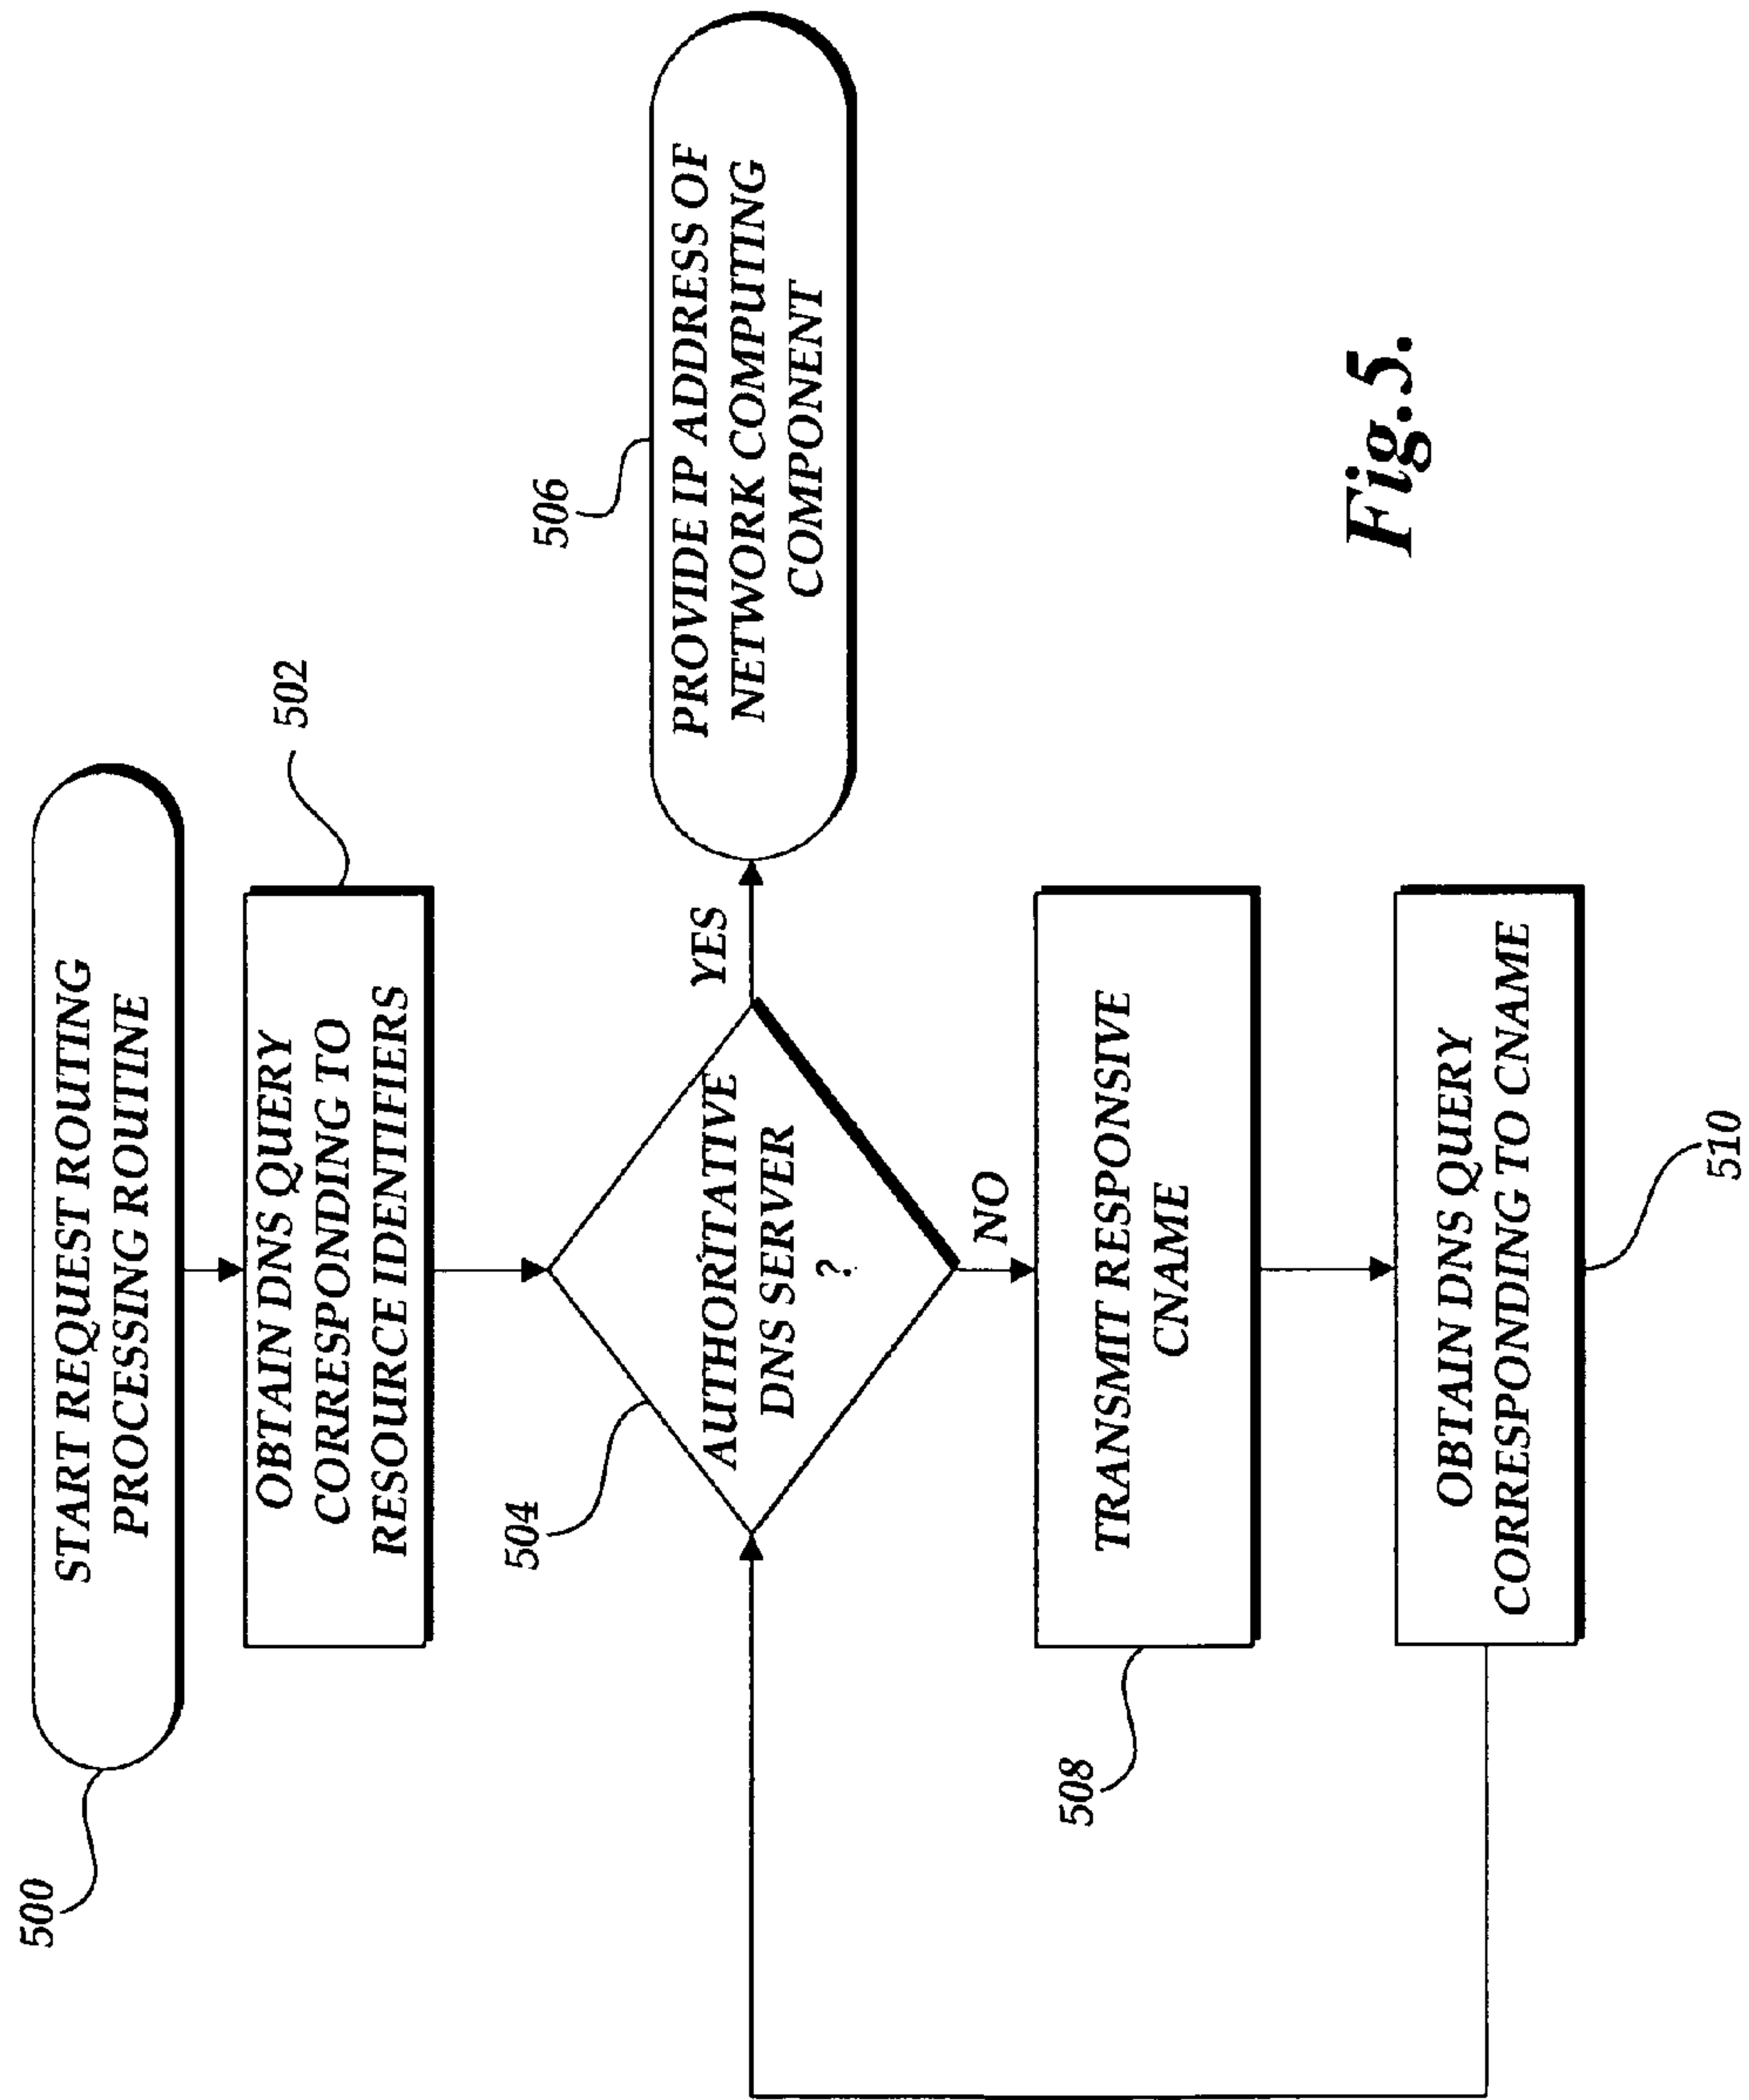 500
START REQUEST ROUTING
PROCESSING ROUTINE
502
OBTAIN DNS QUERY
CORRESPONDING TO
RESOURCE IDENTIFIERS
504
AUTHORITATIVE
DNS SERVER
?
YES
506
PROVIDE IP ADDRESS OF
NETWORK COMPUTING
COMPONENT
NO
508
TRANSMIT RESPONSIVE
CNAME
OBTAIN DNS QUERY
CORRESPONDING TO CNAME
510
Fig.5.